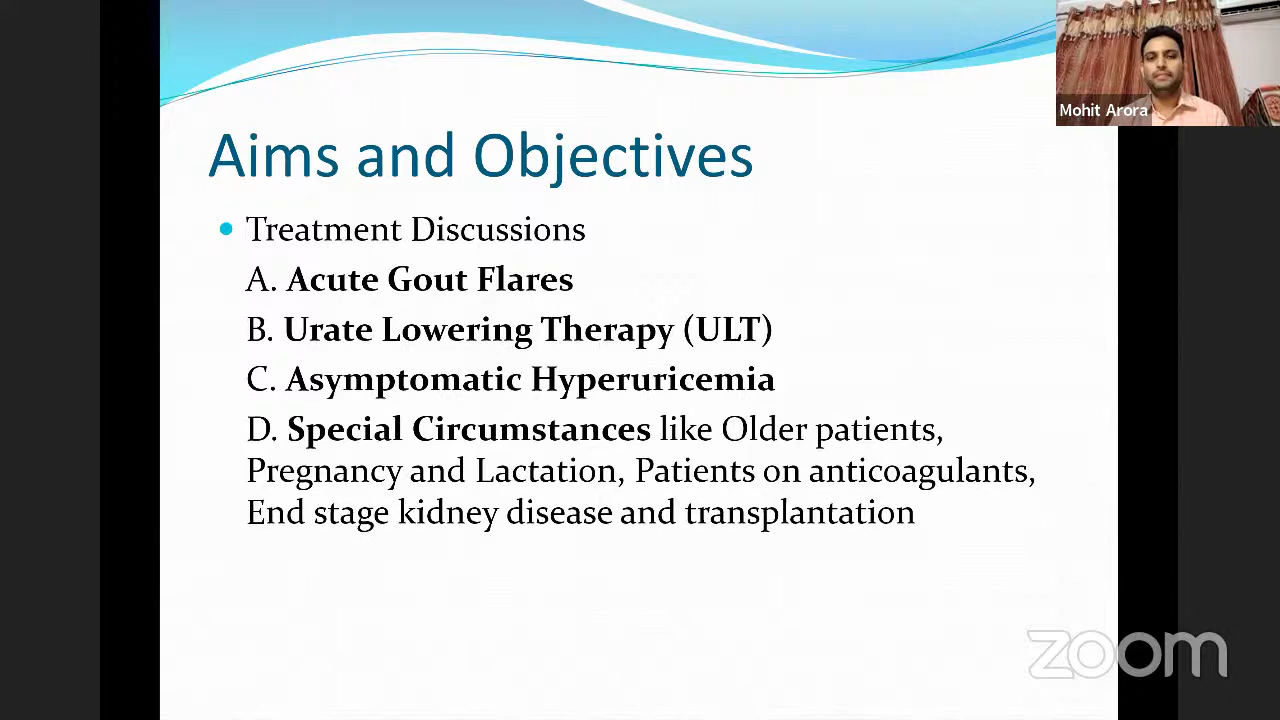 Mohit Arora
Aims and Objectives
Treatment Discussions
A. Acute Gout Flares
B. Urate Lowering Therapy (ULT)
C. Asymptomatic Hyperuricemia
D. Special Circumstances like Older patients,
Pregnancy and Lactation, Patients on anticoagulants,
End stage kidney disease and transplantation
zoom